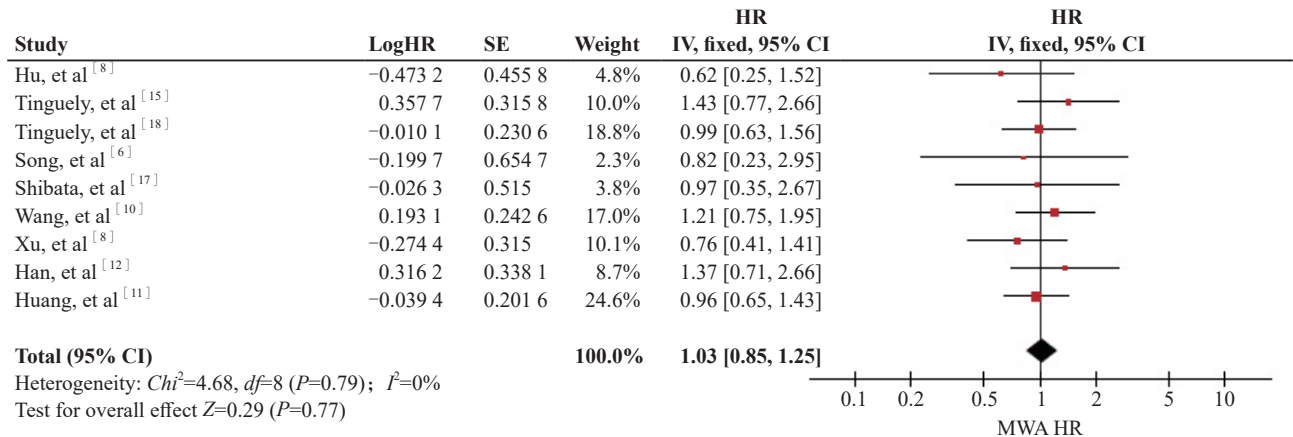 HR HR
Study LogHR SE Weight IV, fixed, 95% CI IV, fixed, 95% CI
Hu, et al [8] −0.473 2 0.455 8 4.8% 0.62 [0.25, 1.52]
Tinguely, et al [15] 0.357 7 0.315 8 10.0% 1.43 [0.77, 2.66]
Tinguely, et al [18] −0.010 1 0.230 6 18.8% 0.99 [0.63, 1.56]
Song, et al [6] −0.199 7 0.654 7 2.3% 0.82 [0.23, 2.95]
Shibata, et al [17] −0.026 3 0.515 3.8% 0.97 [0.35, 2.67]
Wang, et al [10] 0.193 1 0.242 6 17.0% 1.21 [0.75, 1.95]
Xu, et al [8] −0.274 4 0.315 10.1% 0.76 [0.41, 1.41]
Han, et al [12] 0.316 2 0.338 1 8.7% 1.37 [0.71, 2.66]
Huang, et al [11] −0.039 4 0.201 6 24.6% 0.96 [0.65, 1.43]
Total (95% CI) 100.0% 1.03 [0.85, 1.25]
Heterogeneity: Chi²=4.68, df=8 (P=0.79)； I²=0%
Test for overall effect Z=0.29 (P=0.77)
0.1 0.2 0.5 1 2 5 10
MWA HR